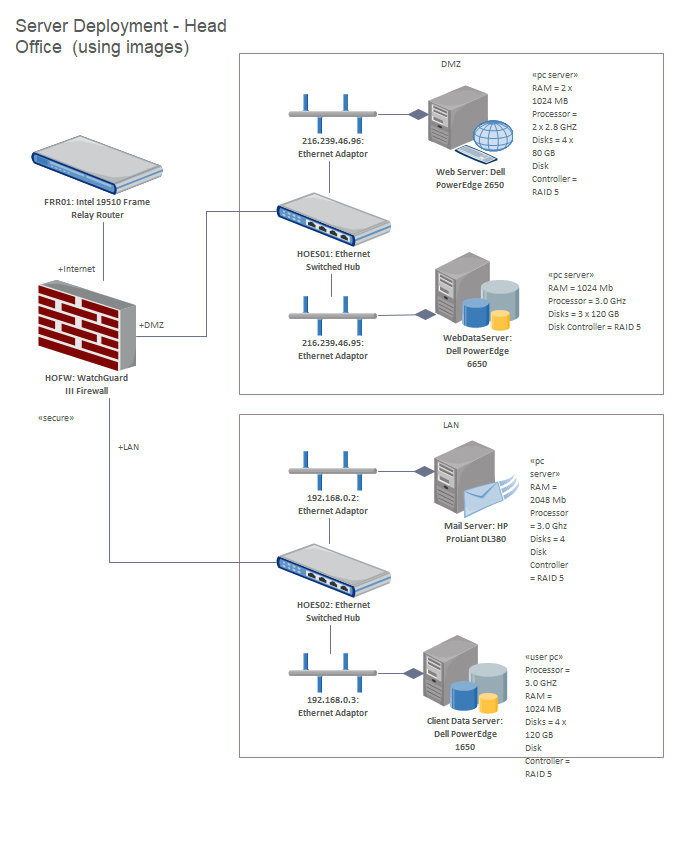 Server Deployment - Head
Office (using images)
DMZ
«pc server»
RAM = 2 x
1024 MB
Processor =
2 x 2.8 GHZ
Disks = 4 x
80 GB
Disk
Controller =
RAID 5
216.239.46.96:
Ethernet Adaptor
Web Server: Dell
PowerEdge 2650
FRR01: Intel 19510 Frame
Relay Router
HOES01: Ethernet
Switched Hub
+Internet
«pc server»
RAM = 1024 Mb
Processor = 3.0 GHz
Disks = 3 x 120 GB
Disk Controller = RAID 5
+DMZ
216.239.46.95:
Ethernet Adaptor
WebDataServer:
Dell PowerEdge
6650
HOFW: WatchGuard
III Firewall
«secure»
+LAN
LAN
«pc
server»
RAM =
2048 Mb
Processor
= 3.0 Ghz
Disks = 4
Disk
Controller
= RAID 5
192.168.0.2:
Ethernet Adaptor
Mail Server: HP
ProLiant DL380
HOES02: Ethernet
Switched Hub
«user pc»
Processor =
3.0 GHZ
RAM =
1024 MB
Disks = 4 x
120 GB
Disk
Controller =
RAID 5
192.168.0.3:
Ethernet Adaptor
Client Data Server:
Dell PowerEdge
1650